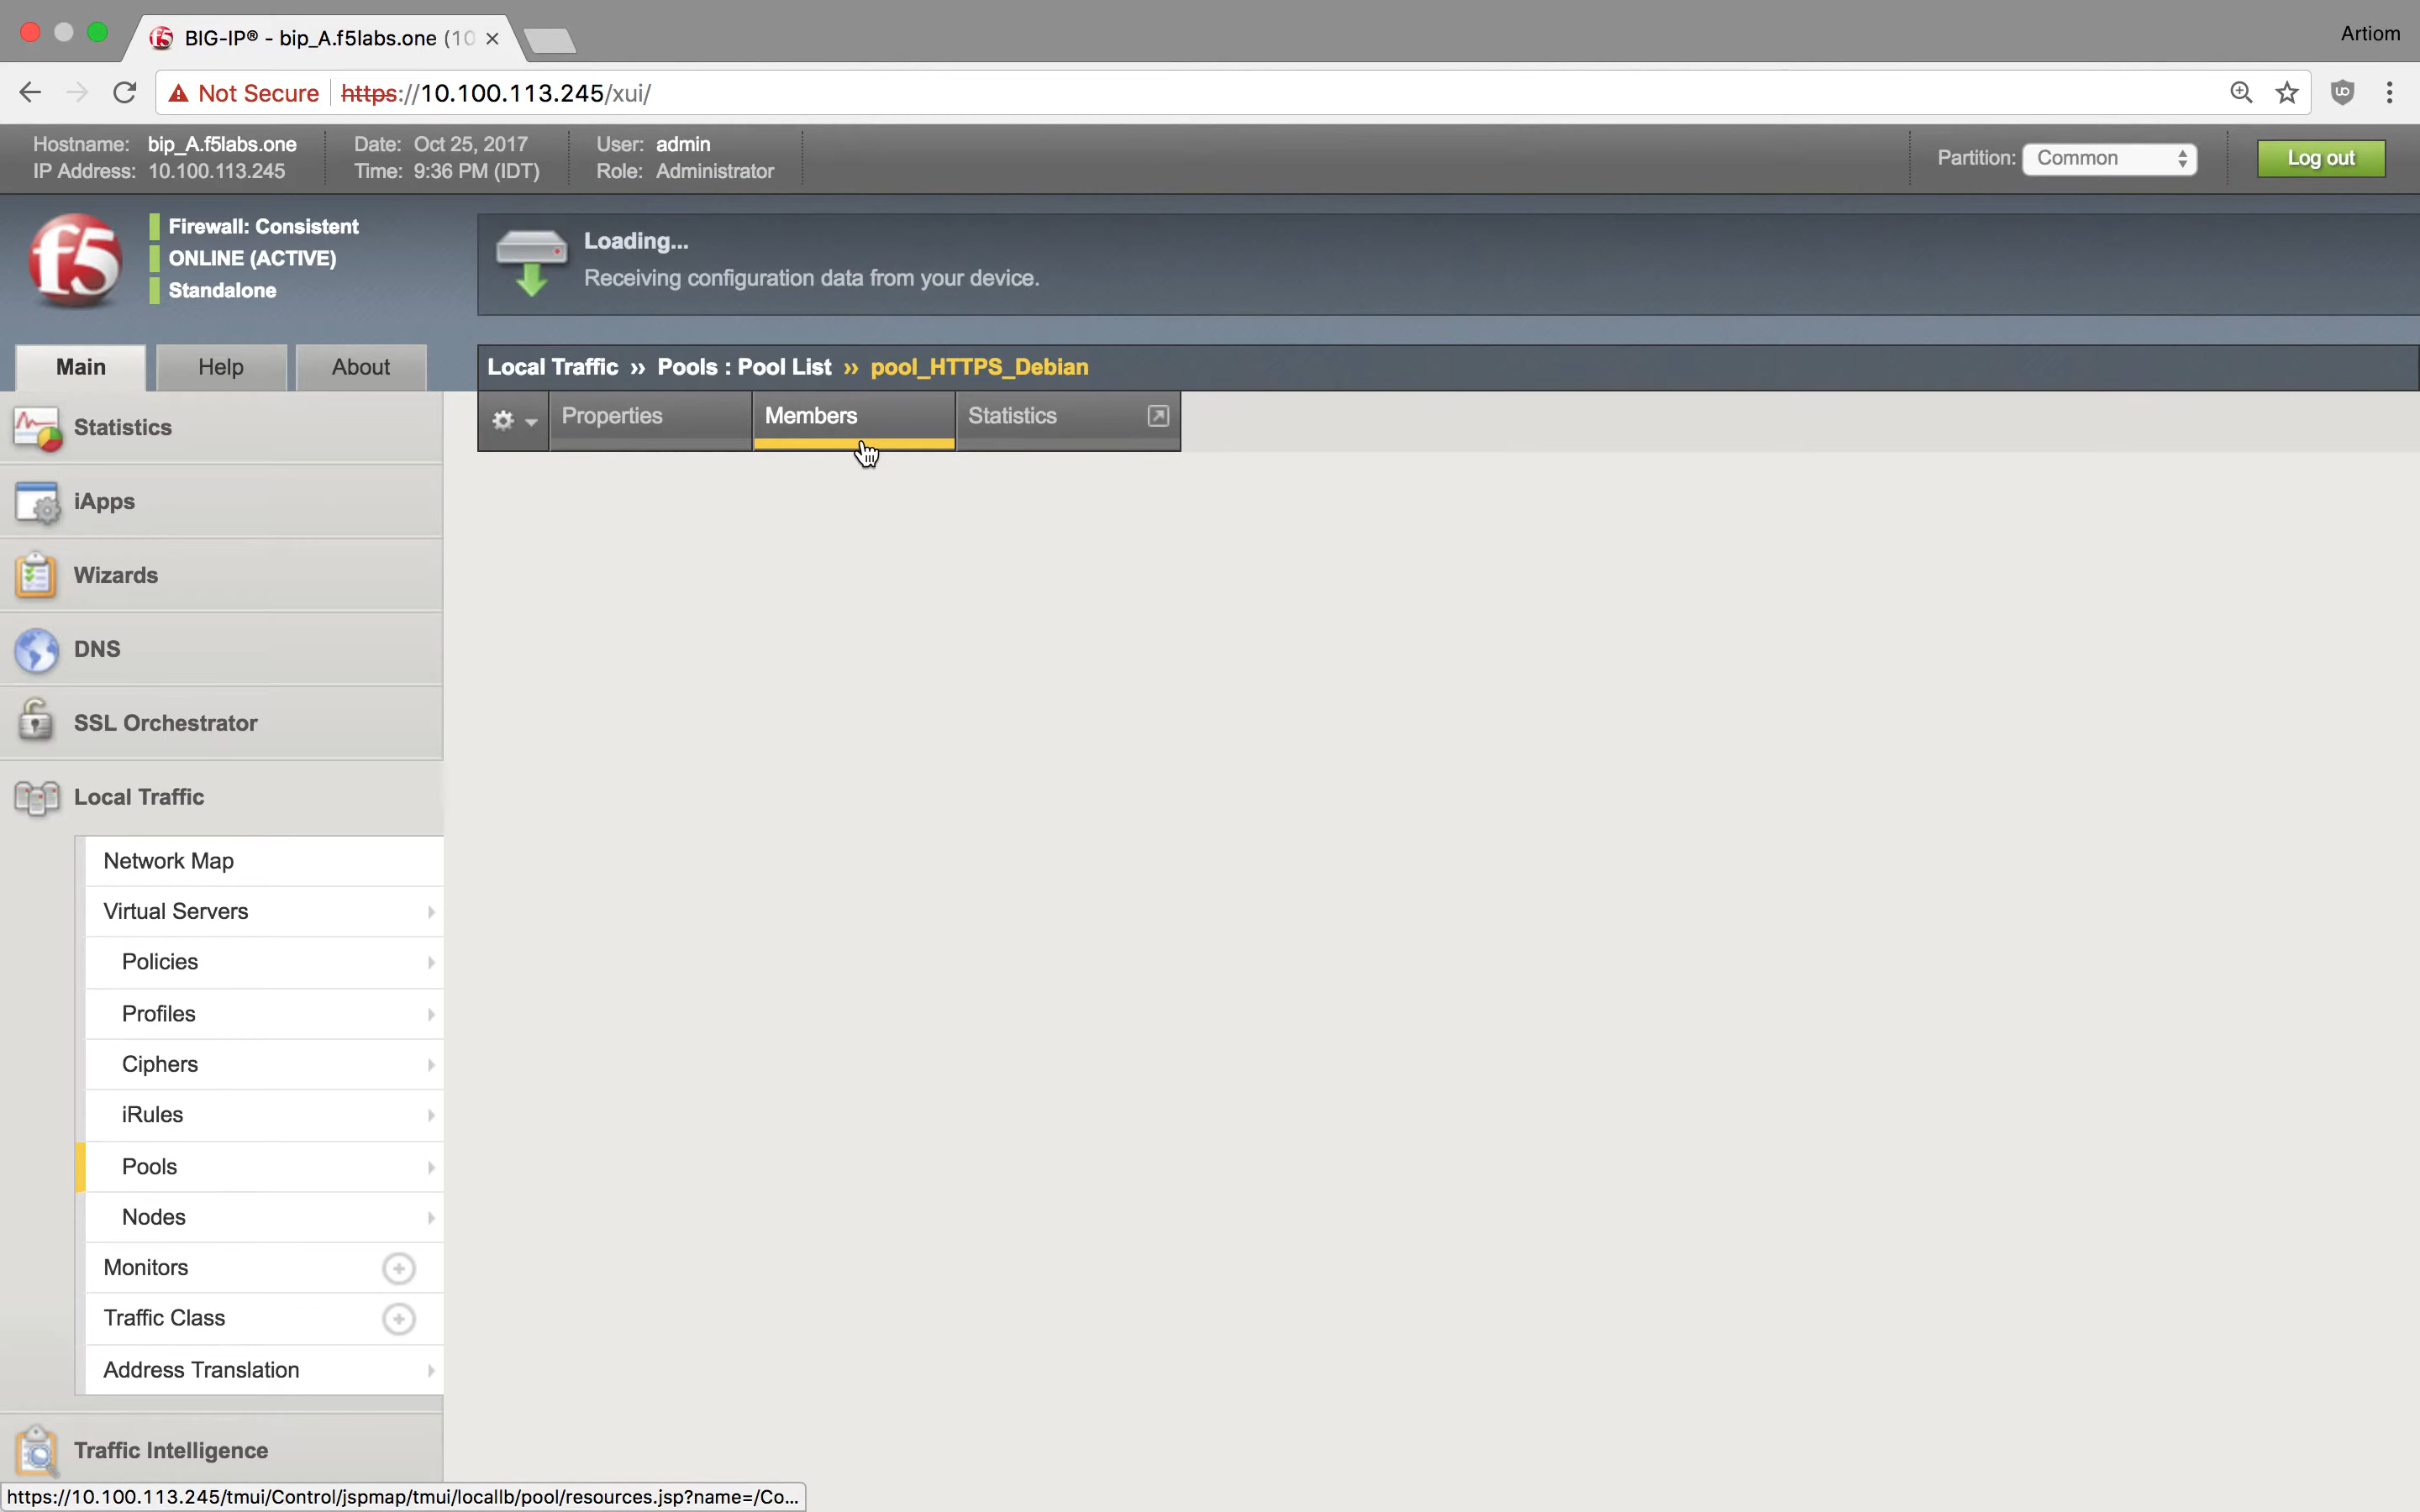 BIG-IP® - bip_A.f5labs.one (10
Artiom
Not Secure
https://10.100.113.245/xui/
Hostname: bip_A.f5labs.one
IP Address: 10.100.113.245
Date: Oct 25, 2017
Time: 9:36 PM (IDT)
User: admin
Role: Administrator
Partition: Common
Log out
f5
Firewall: Consistent
ONLINE (ACTIVE)
Standalone
Loading...
Receiving configuration data from your device.
Main
Help
About
Local Traffic ›› Pools : Pool List ›› pool_HTTPS_Debian
Properties
Members
Statistics
Statistics
iApps
Wizards
DNS
SSL Orchestrator
Local Traffic
Network Map
Virtual Servers
Policies
Profiles
Ciphers
iRules
Pools
Nodes
Monitors
Traffic Class
Address Translation
Traffic Intelligence
https://10.100.113.245/tmui/Control/jspmap/tmui/locallb/pool/resources.jsp?name=/Co...